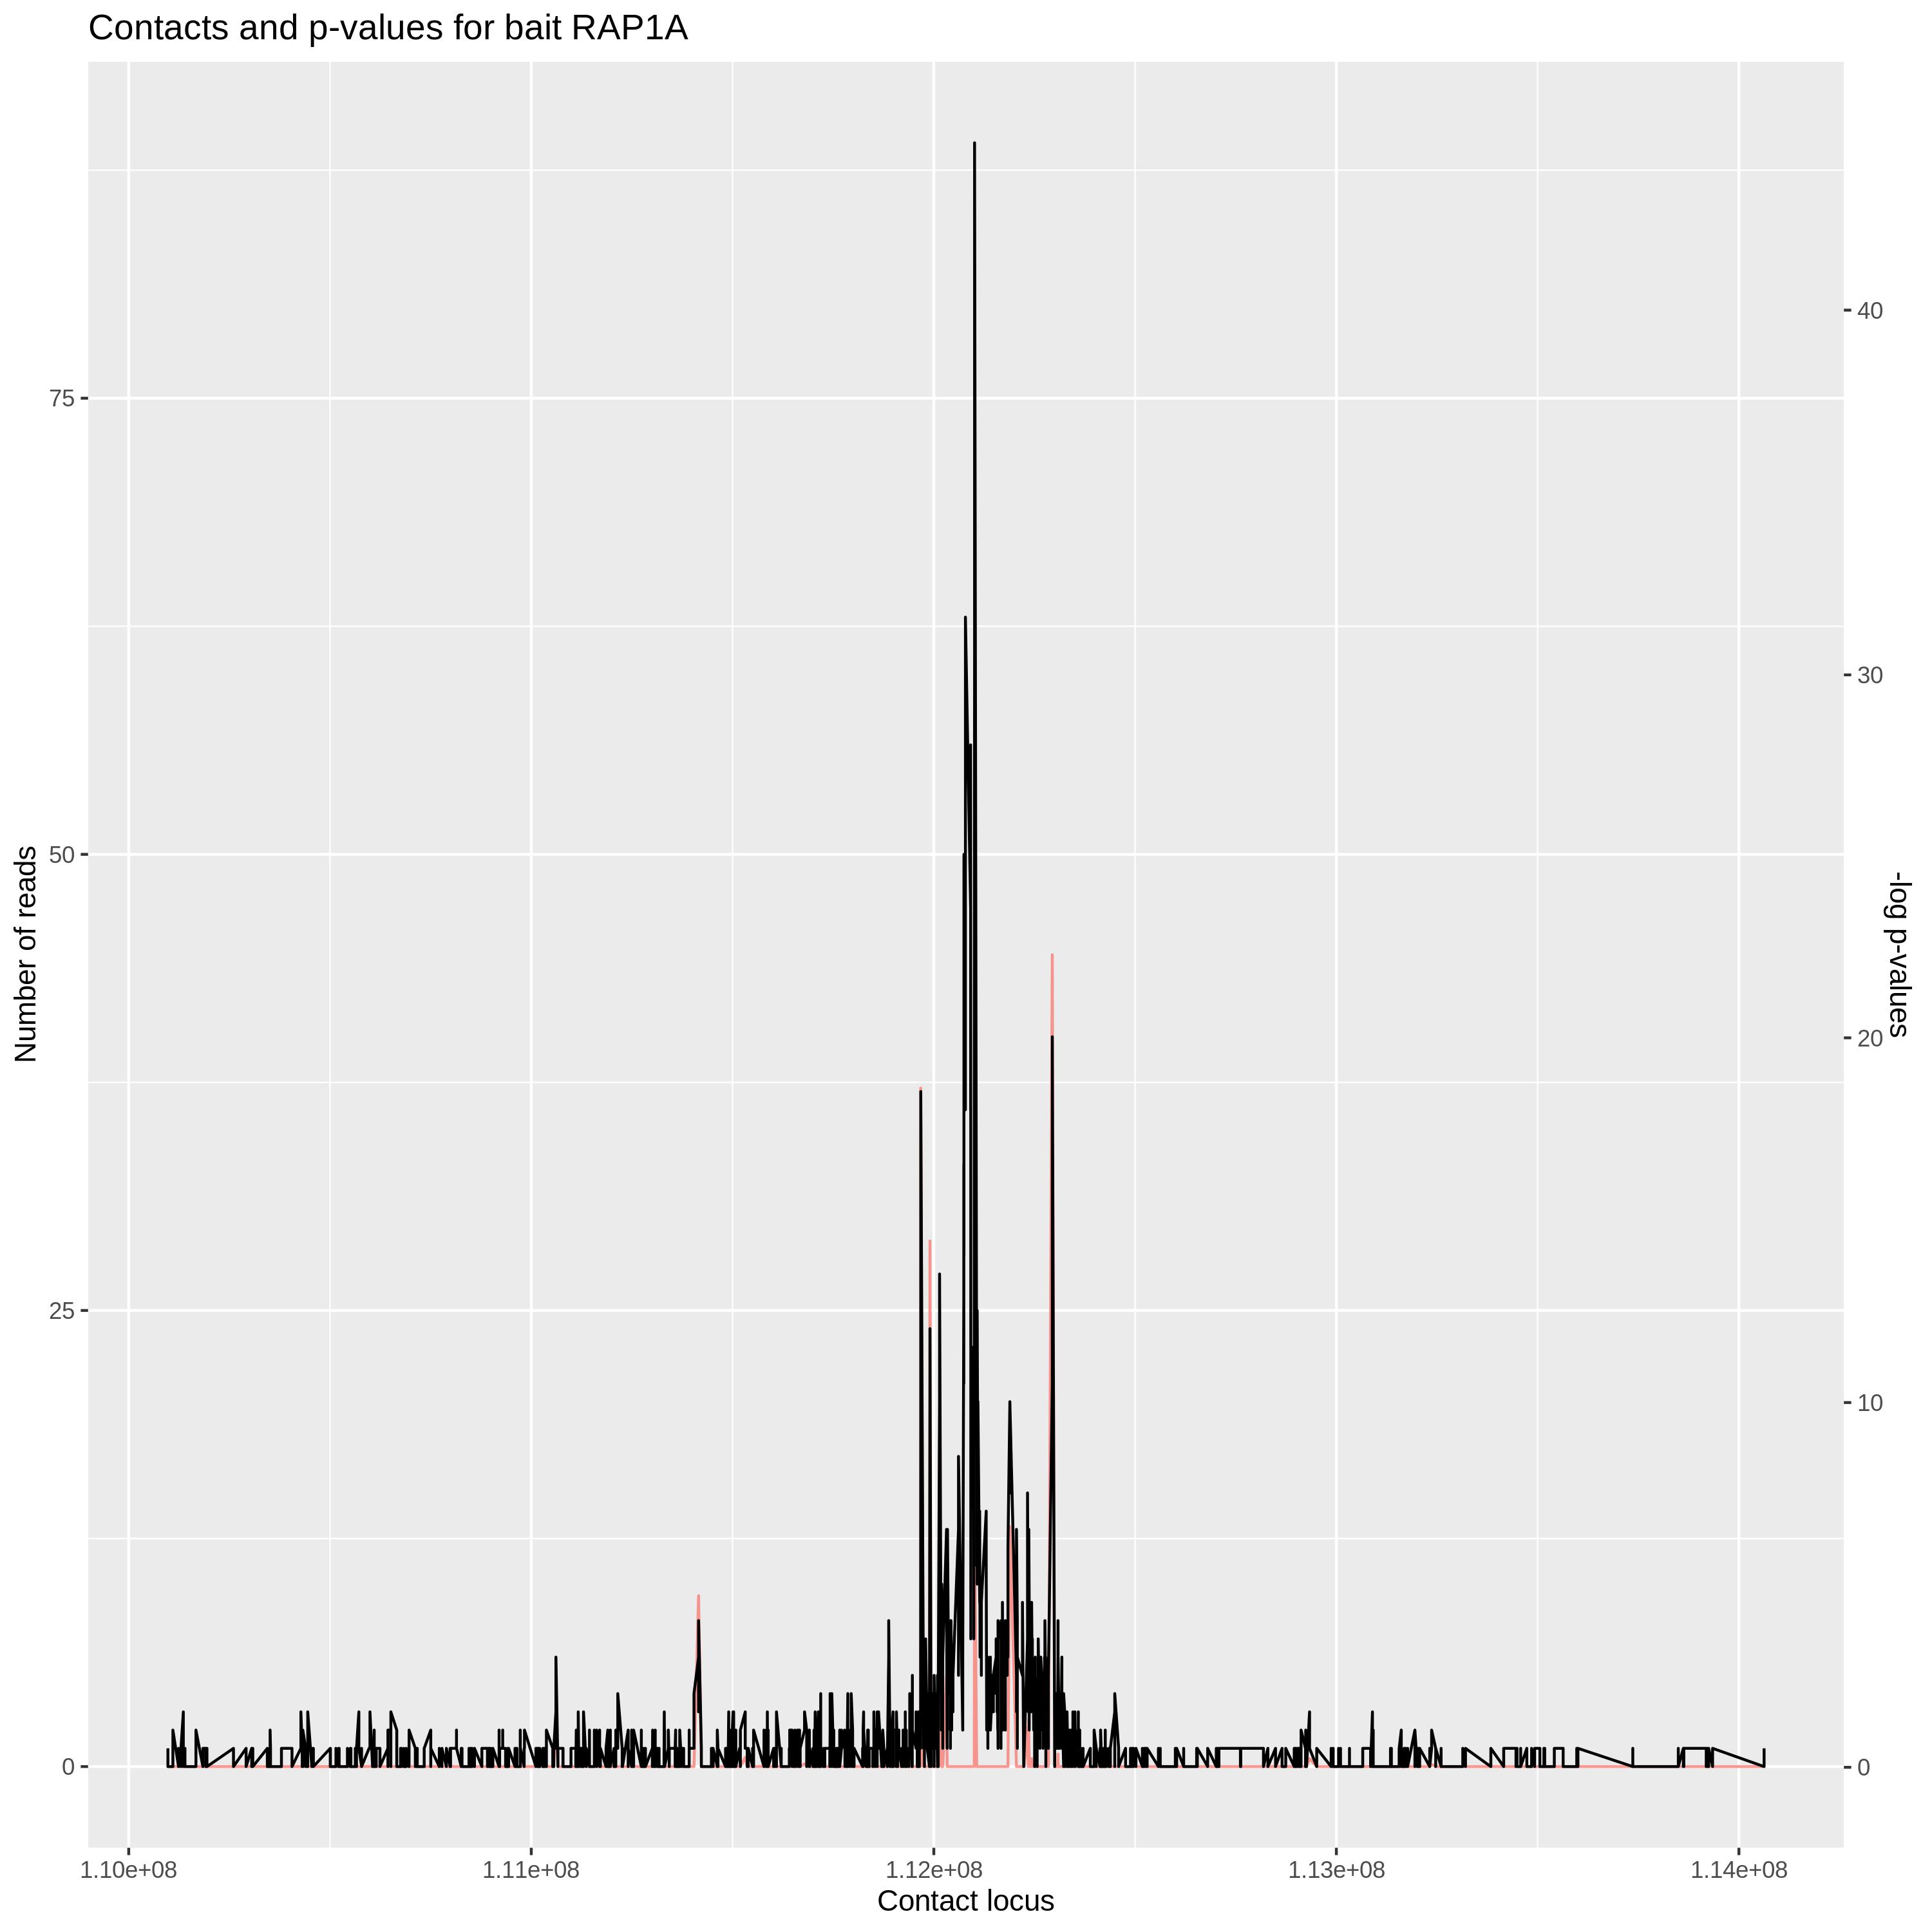 Contacts and p-values for bait RAP1A
75
50
25
0
Number of reads
40
30
20
10
0
-log p-values
1.10e+08
1.11e+08
1.12e+08
1.13e+08
1.14e+08
Contact locus